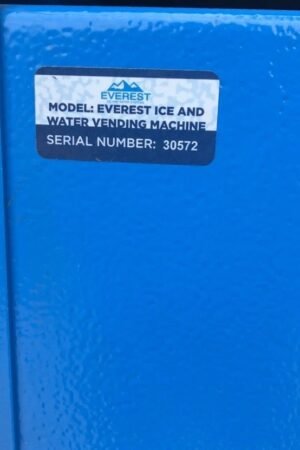 EVEREST
MODEL: EVEREST ICE AND
WATER VENDING MACHINE
SERIAL NUMBER: 30572